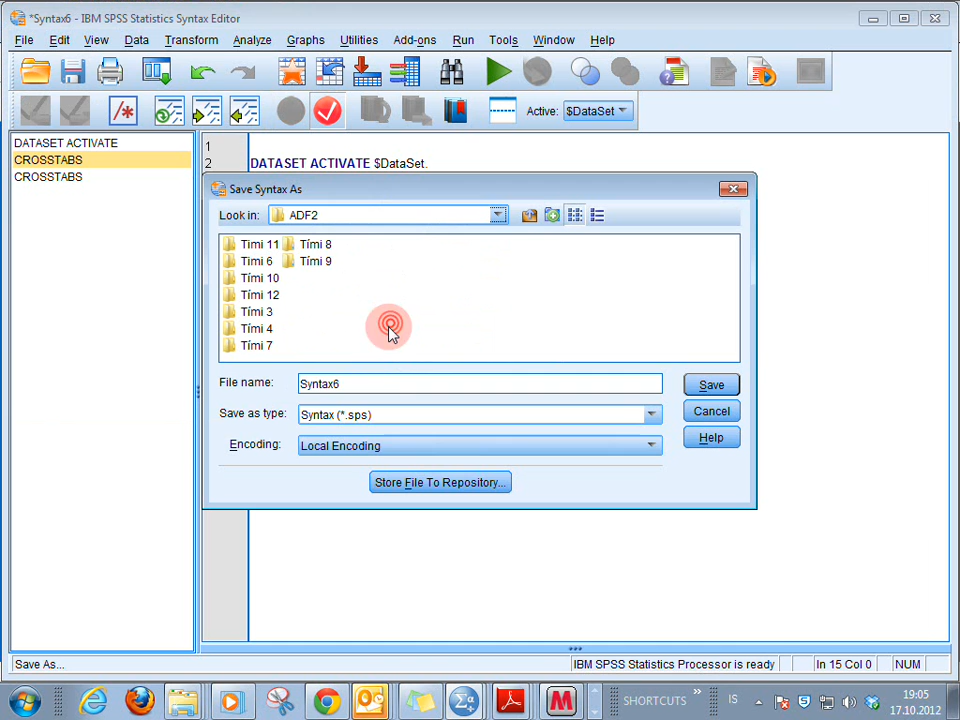 *Syntax6 - IBM SPSS Statistics Syntax Editor
File Edit View Data Transform Analyze Graphs Utilities Add-ons Run Tools Window Help
Active: $DataSet
DATASET ACTIVATE
CROSSTABS
CROSSTABS
1
2 DATASET ACTIVATE $DataSet.
Save Syntax As
Look in: ADF2
Timi 11 Tími 8
Timi 6 Tími 9
Tími 10
Tími 12
Tími 3
Tími 4
Tími 7
File name: Syntax6 Save
Save as type: Syntax (*.sps) Cancel
Encoding: Local Encoding Help
Store File To Repository...
Save As... IBM SPSS Statistics Processor is ready In 15 Col 0 NUM
SHORTCUTS » IS 19:05
17.10.2012